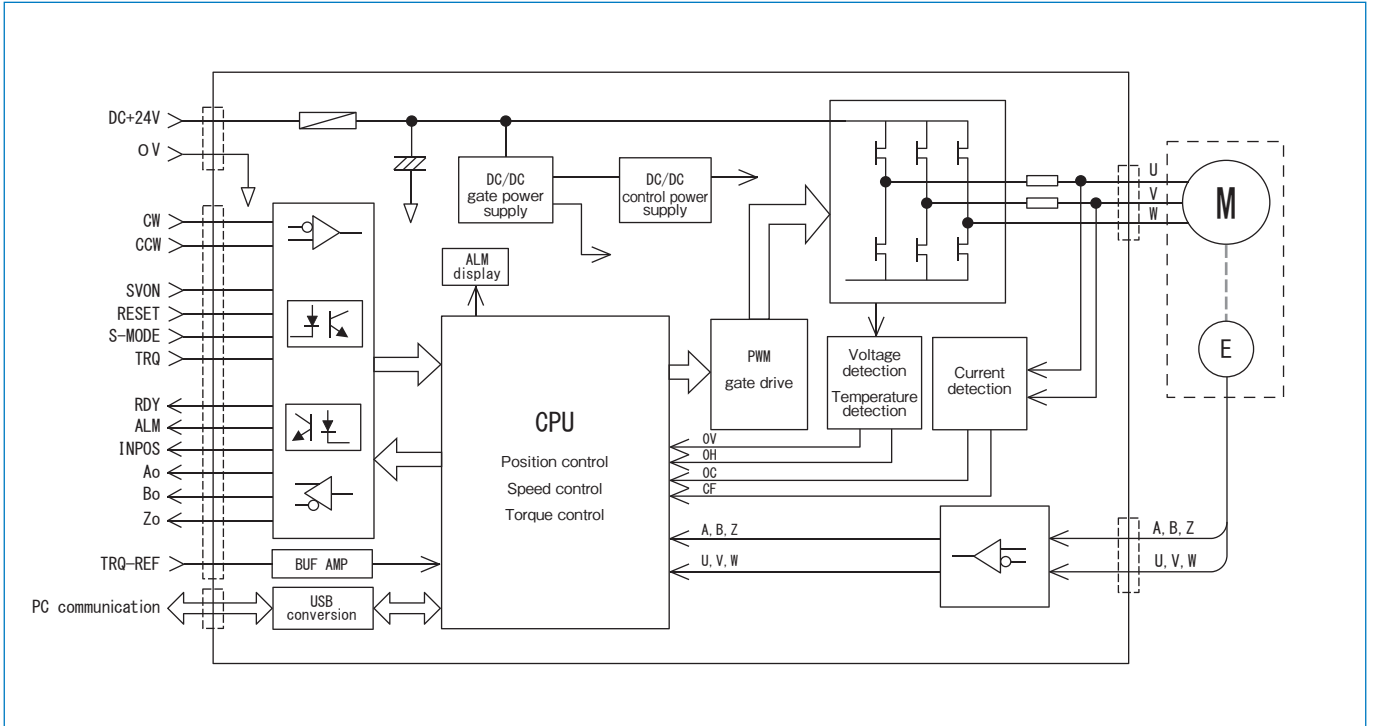 DC+24V
0V
CW
CCW
SVON
RESET
S-MODE
TRQ
RDY
ALM
INPOS
Ao
Bo
Zo
TRQ-REF
PC communication
BUF AMP
USB
conversion
DC/DC
gate power
supply
DC/DC
control power
supply
ALM
display
CPU
Position control
Speed control
Torque control
PWM
gate drive
Voltage
detection
Temperature
detection
Current
detection
OV
OH
OC
CF
A, B, Z
U, V, W
U
V
W
M
E
A, B, Z
U, V, W